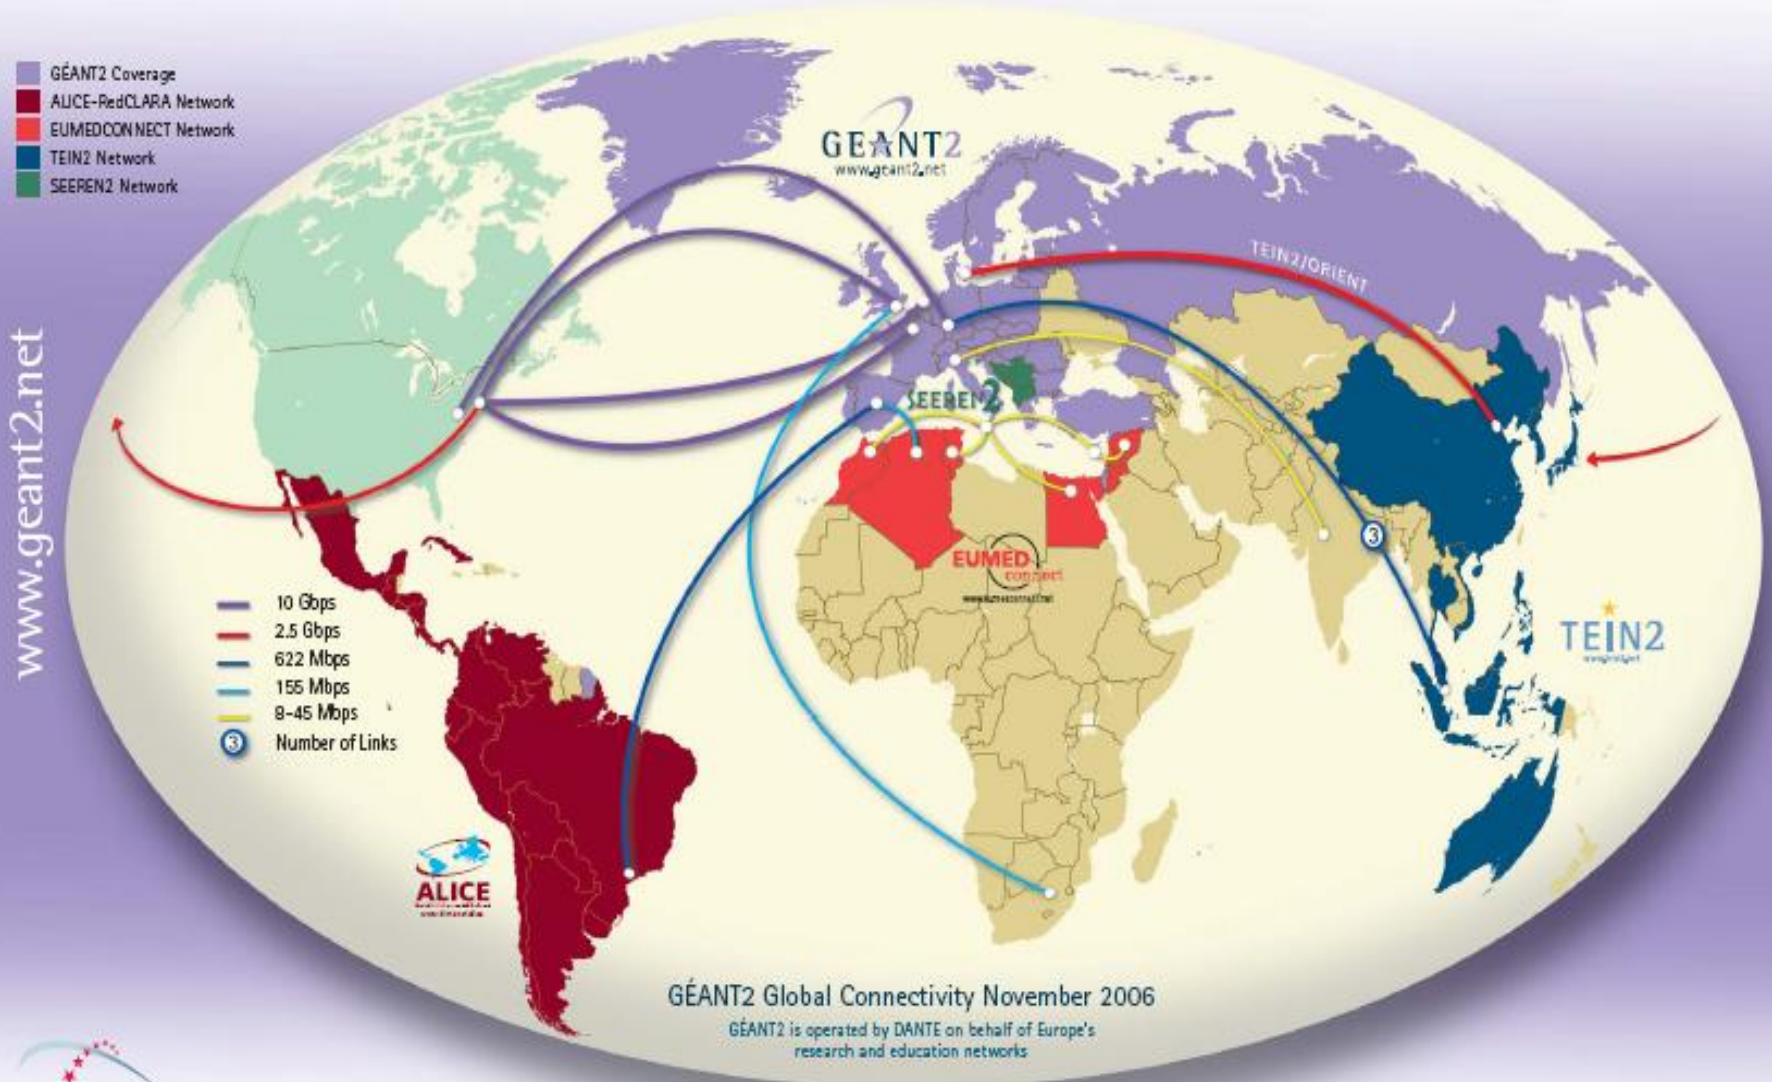 GÉANT2 Coverage
ALICE-RedCLARA Network
EUMEDCONNECT Network
TEIN2 Network
SEEREN2 Network
GEANT2
www.geant2.net
TEIN2/ORIENT
www.geant2.net
SEEREN2
EUMED
connect
3
TEIN2
10 Gbps
2.5 Gbps
622 Mbps
155 Mbps
8-45 Mbps
3 Number of Links
ALICE
GÉANT2 Global Connectivity November 2006
GÉANT2 is operated by DANTE on behalf of Europe's
research and education networks